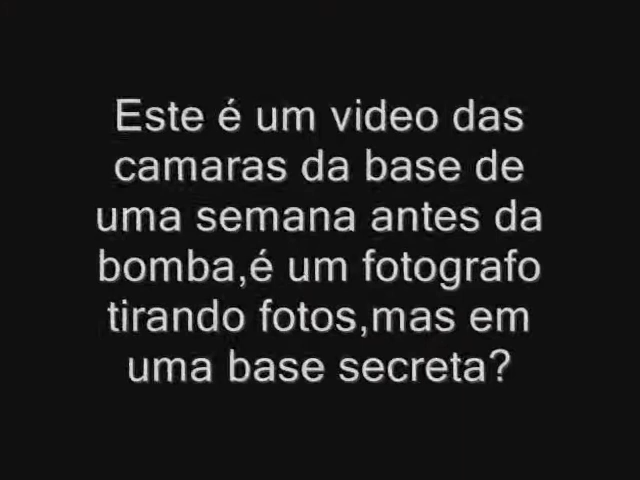 Este é um video das
camaras da base de
uma semana antes da
bomba,é um fotografo
tirando fotos,mas em
uma base secreta?